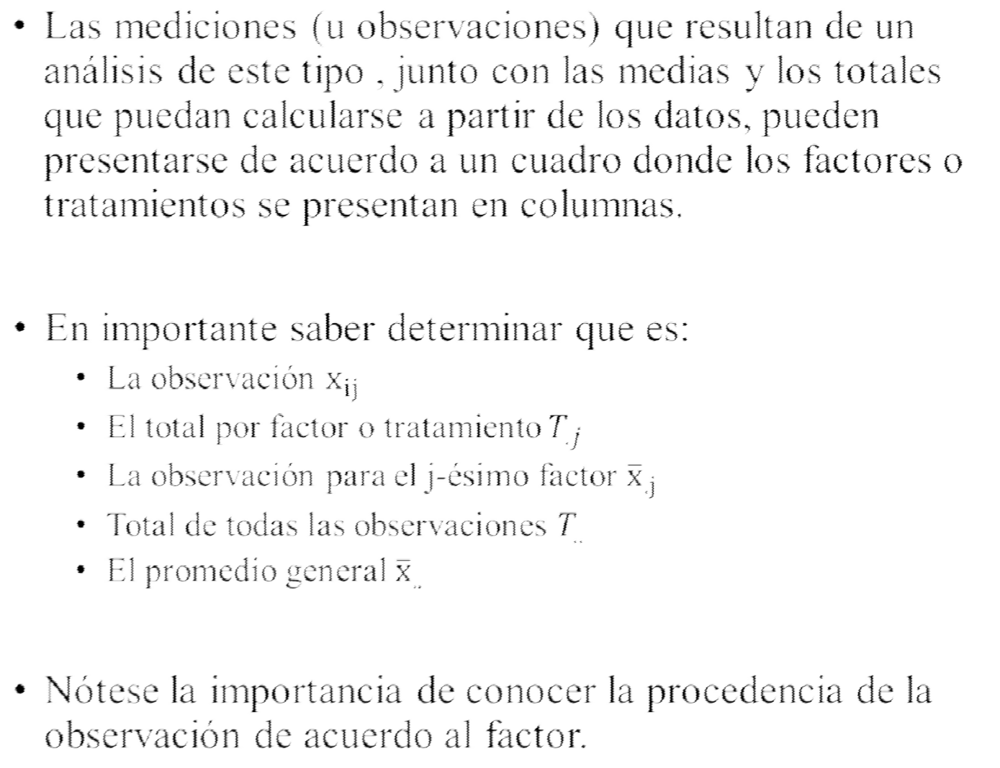 • Las mediciones (u observaciones) que resultan de un
análisis de este tipo , junto con las medias y los totales
que puedan calcularse a partir de los datos, pueden
presentarse de acuerdo a un cuadro donde los factores o
tratamientos se presentan en columnas.
• En importante saber determinar que es:
• La observación x_{ij}
• El total por factor o tratamiento T_{.j}
• La observación para el j-ésimo factor x̄_{.j}
• Total de todas las observaciones T_{..}
• El promedio general x̄_{..}
• Nótese la importancia de conocer la procedencia de la
observación de acuerdo al factor.